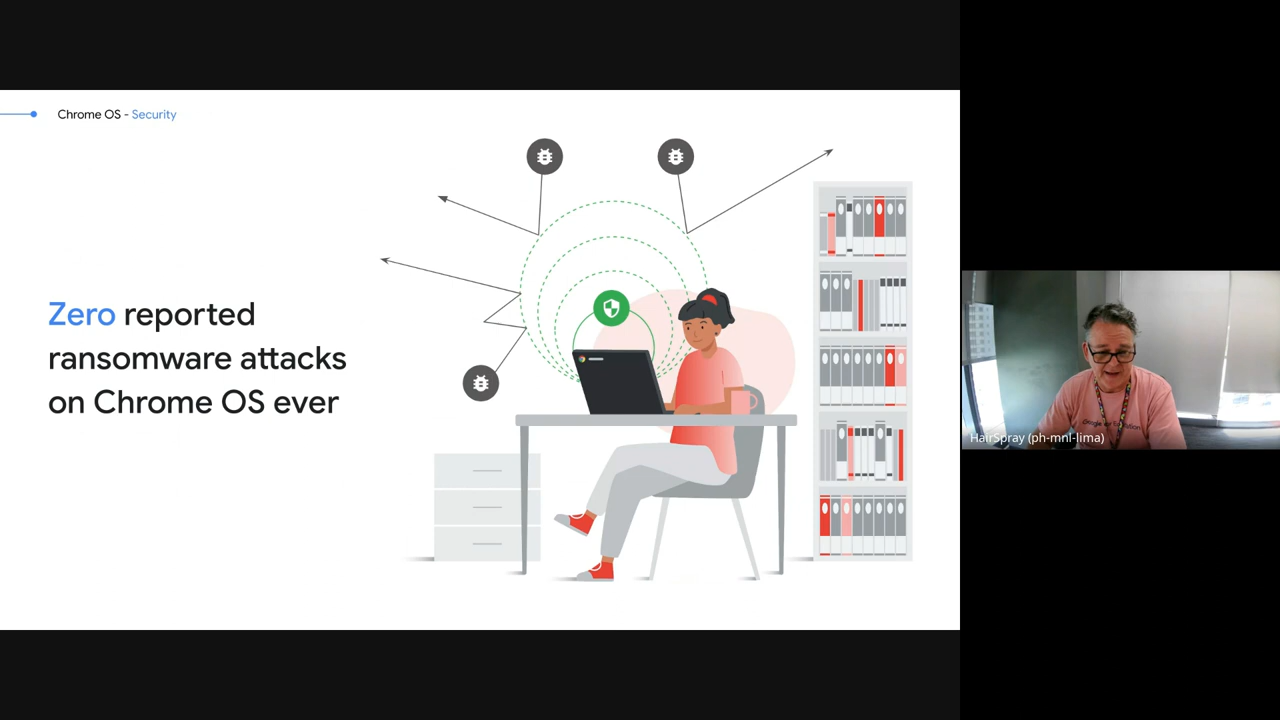 Chrome OS - Security
Zero reported
ransomware attacks
on Chrome OS ever
HairSpray (ph-mnl-lima)